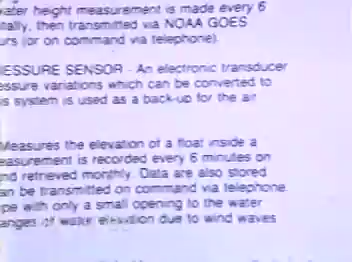 water height measurement is made every 6
itally, then transmitted via NOAA GOES
urs (or on command via telephone).
ESSURE SENSOR - An electronic transducer
essure variations which can be converted to
is system is used as a back-up for the air
Measures the elevation of a float inside a
easurement is recorded every 6 minutes on
nd retrieved monthly. Data are also stored
an be transmitted on command via telephone.
pe with only a small opening to the water
anges of water elevation due to wind waves